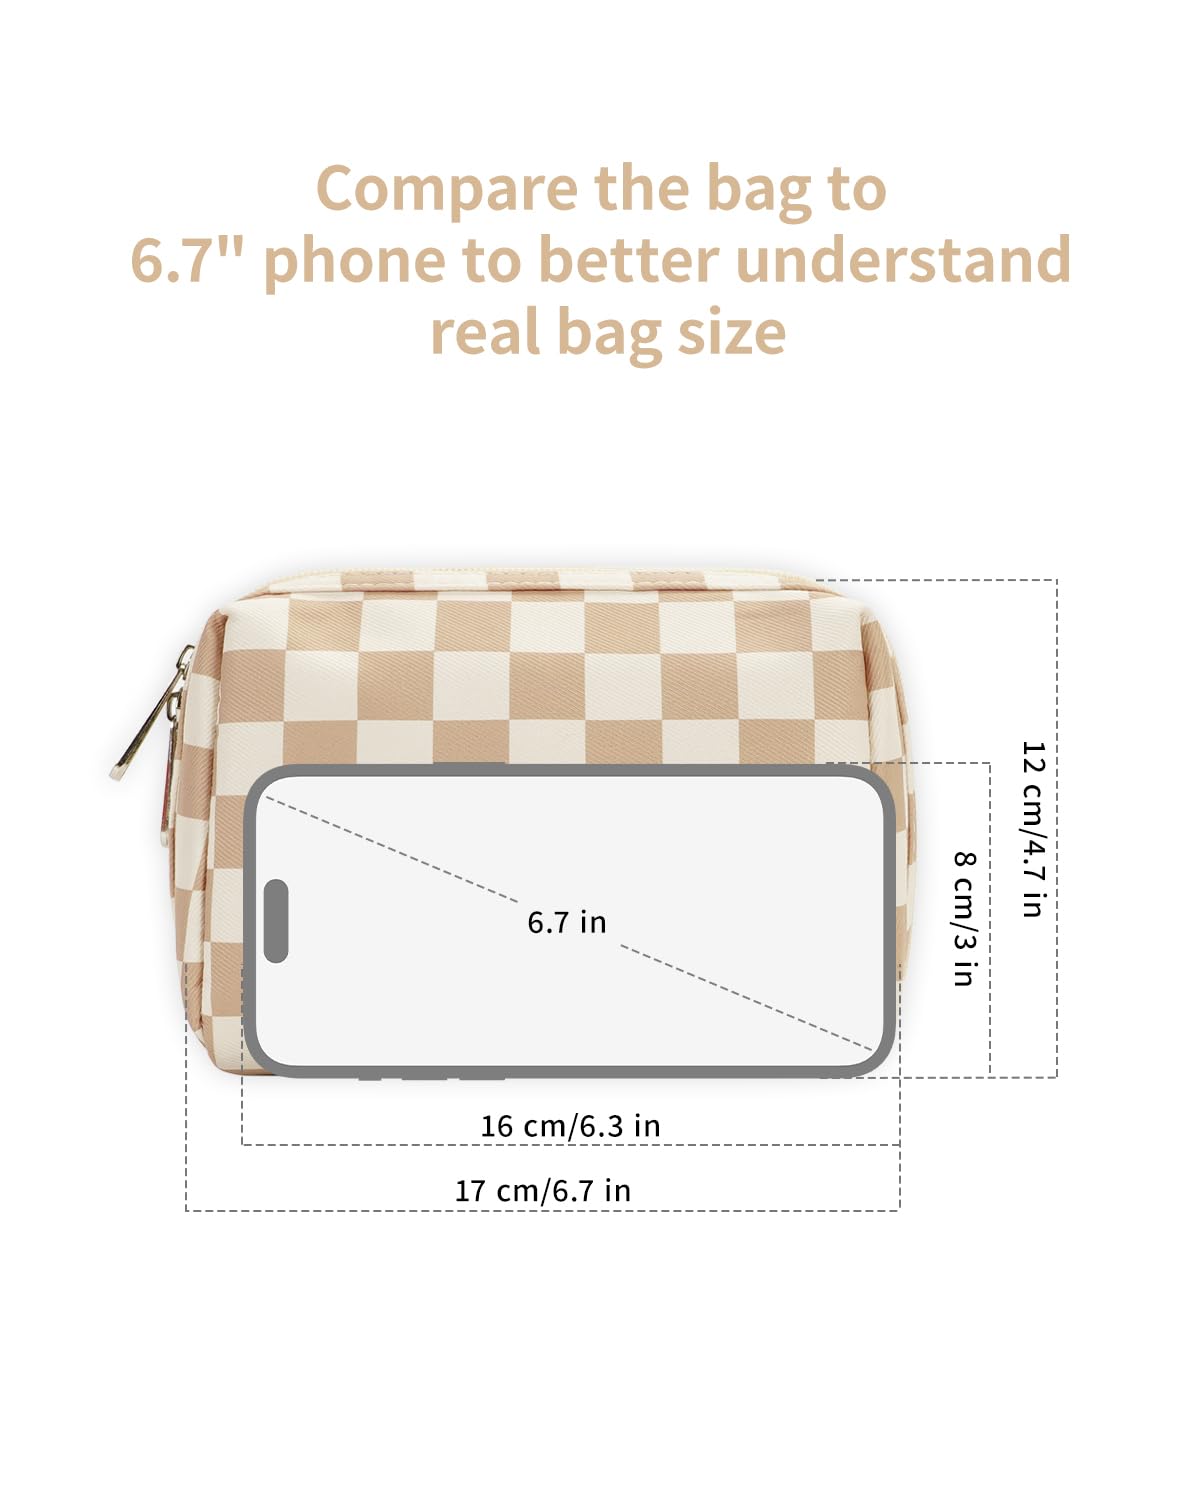 Compare the bag to
6.7" phone to better understand
real bag size
12 cm/4.7 in
8 cm/3 in
6.7 in
16 cm/6.3 in
17 cm/6.7 in